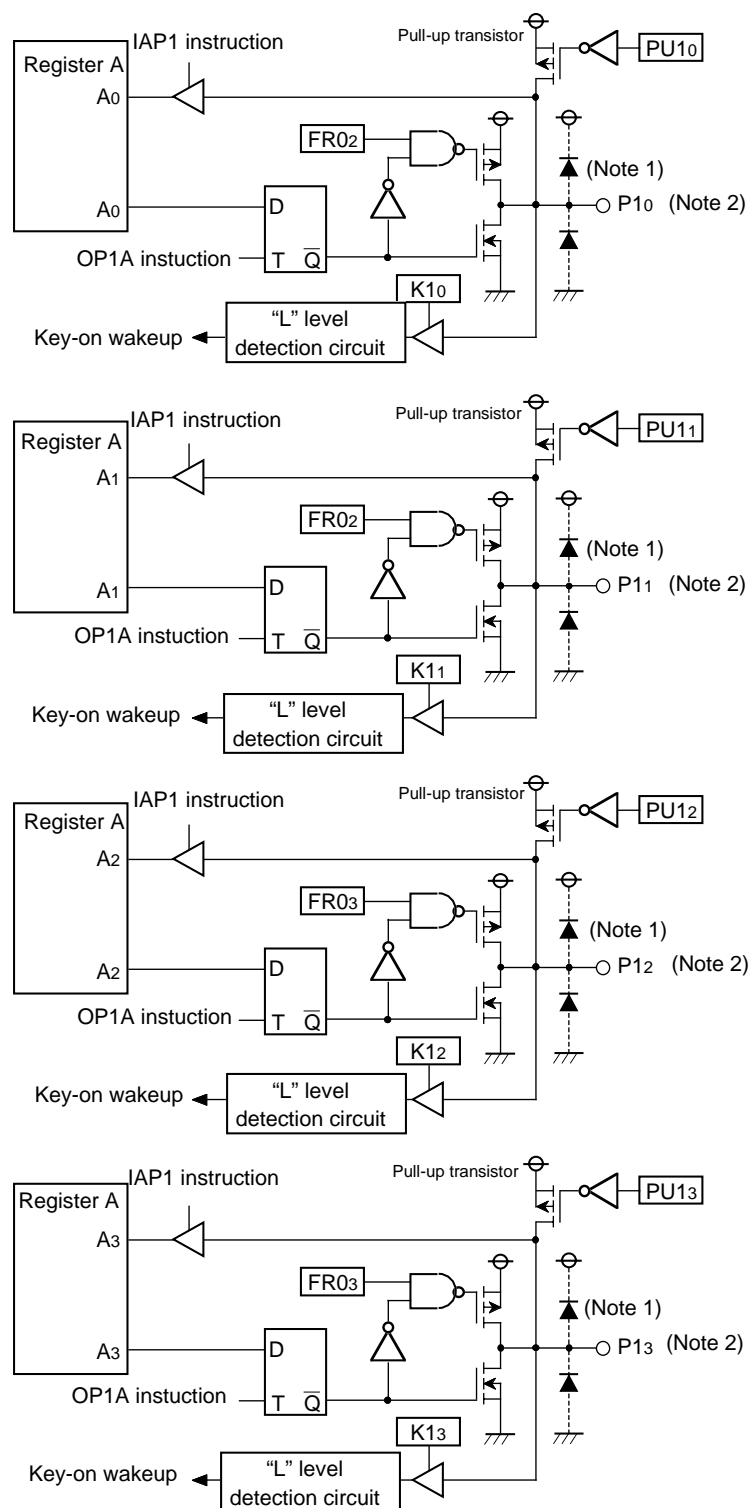 IAP1 instruction
Pull-up transistor
PU10
Register A
A0
FR02
(Note 1)
A0
D
P10 (Note 2)
OP1A instuction
T Q̅
K10
Key-on wakeup
“L” level
detection circuit
IAP1 instruction
Pull-up transistor
PU11
Register A
A1
FR02
(Note 1)
A1
D
P11 (Note 2)
OP1A instuction
T Q̅
K11
Key-on wakeup
“L” level
detection circuit
IAP1 instruction
Pull-up transistor
PU12
Register A
A2
FR03
(Note 1)
A2
D
P12 (Note 2)
OP1A instuction
T Q̅
K12
Key-on wakeup
“L” level
detection circuit
IAP1 instruction
Pull-up transistor
PU13
Register A
A3
FR03
(Note 1)
A3
D
P13 (Note 2)
OP1A instuction
T Q̅
K13
Key-on wakeup
“L” level
detection circuit